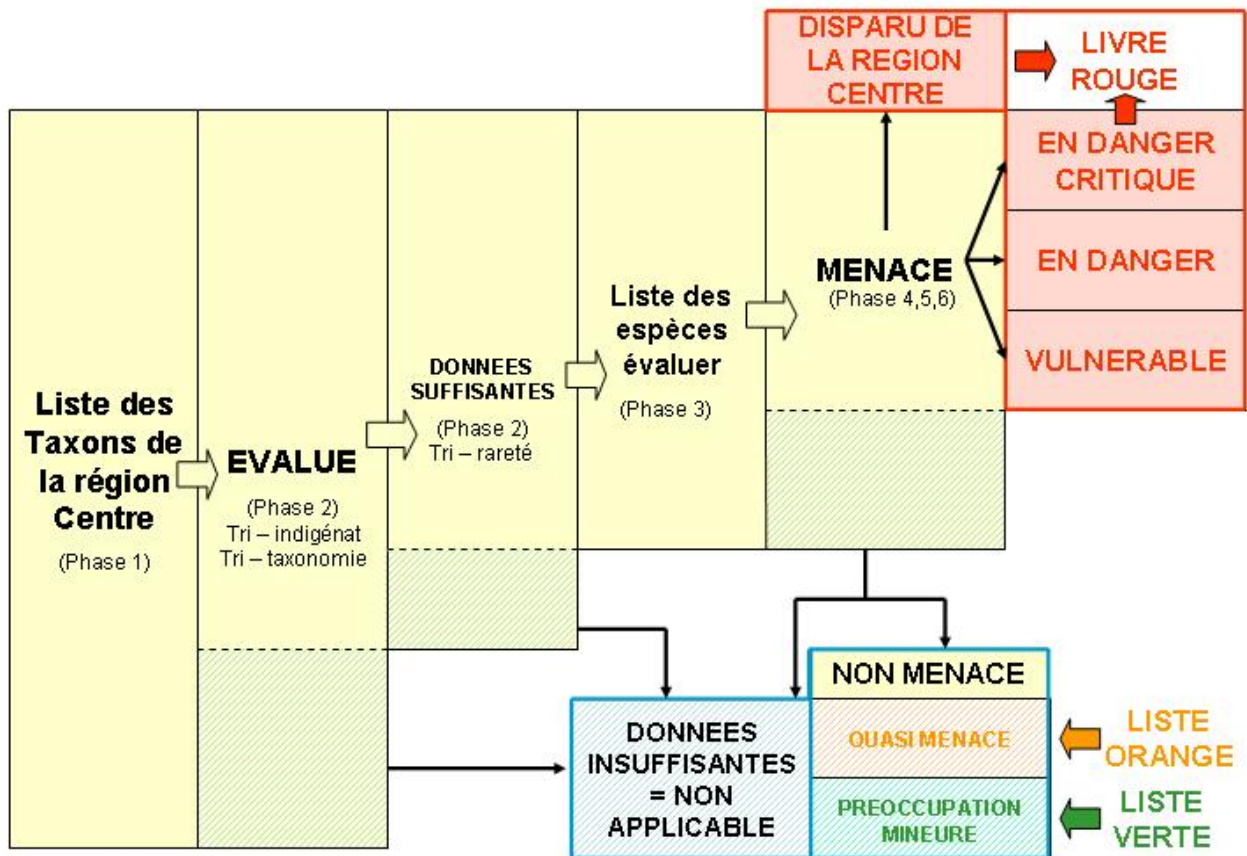 DISPARU DE
LA REGION
CENTRE
LIVRE
ROUGE
EN DANGER
CRITIQUE
EN DANGER
VULNERABLE
MENACE
(Phase 4,5,6)
Liste des
espèces
évaluer
(Phase 3)
DONNEES
SUFFISANTES
(Phase 2)
Tri – rareté
EVALUE
(Phase 2)
Tri – indigénat
Tri – taxonomie
Liste des
Taxons de
la région
Centre
(Phase 1)
DONNEES
INSUFFISANTES
= NON
APPLICABLE
NON MENACE
QUASI MENACE
PREOCCUPATION
MINEURE
LISTE
ORANGE
LISTE
VERTE